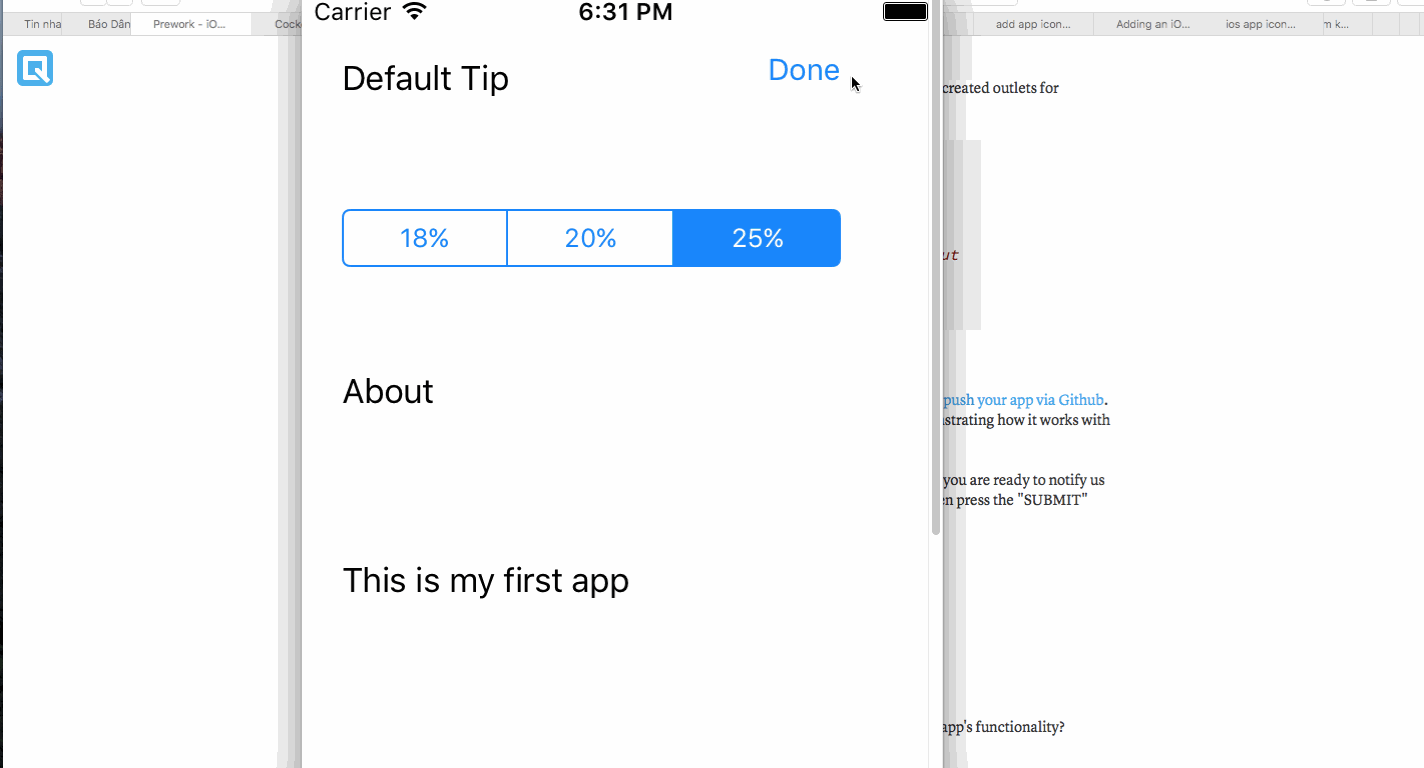 Carrier 6:31 PM
Tin nha Báo Dân Prework - iO... Cock add app icon... Adding an iO... ios app icon... m k...
Default Tip Done
created outlets for
18% 20% 25%
ut
About
push your app via Github.
strating how it works with
you are ready to notify us
en press the "SUBMIT"
This is my first app
app's functionality?